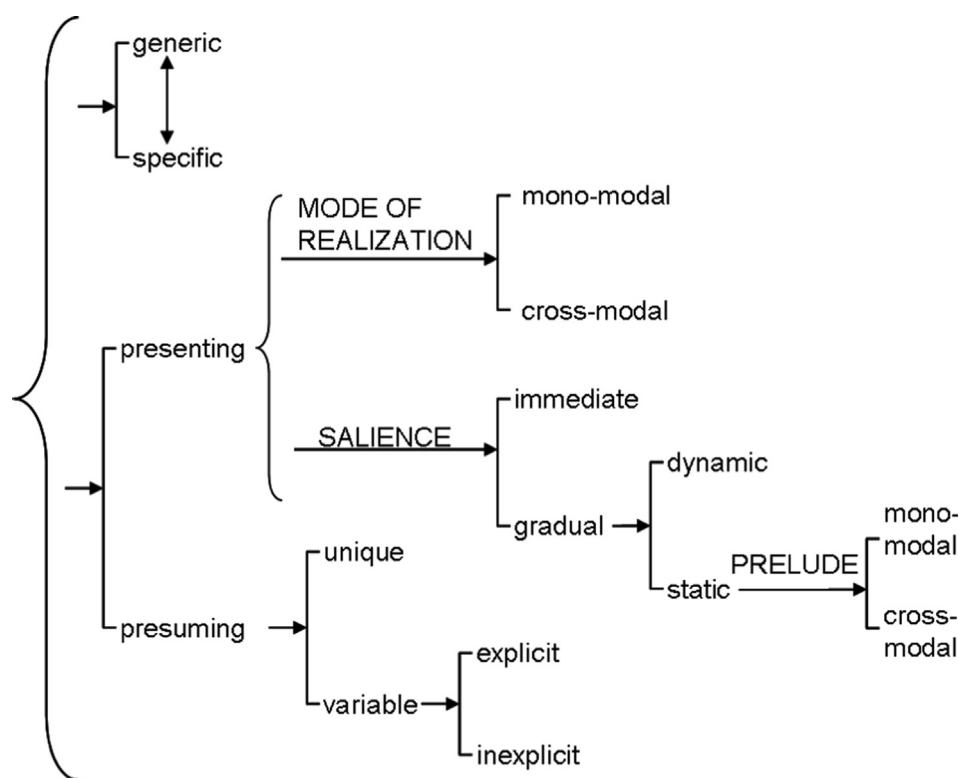 generic
specific
MODE OF
REALIZATION
mono-modal
cross-modal
presenting
immediate
SALIENCE
dynamic
gradual
mono-
modal
PRELUDE
static
cross-
modal
unique
presuming
explicit
variable
inexplicit